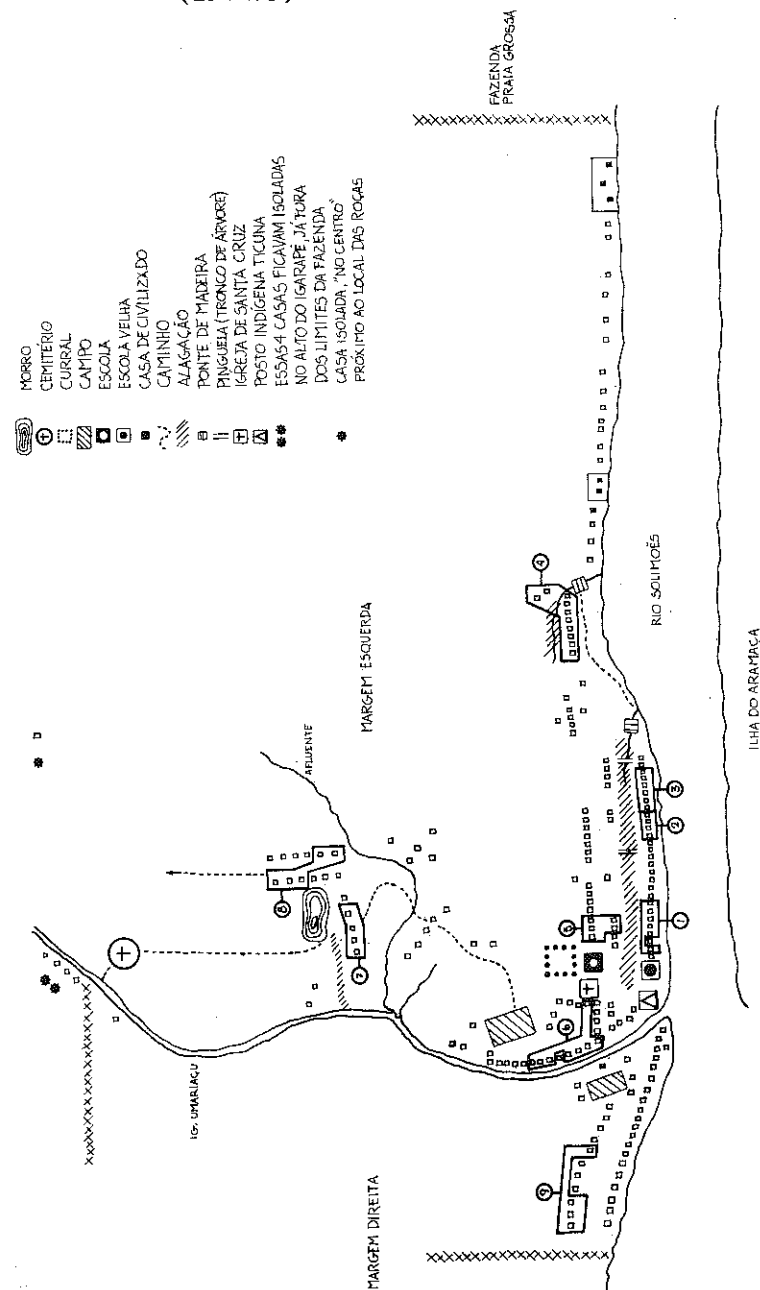 MORRO
CEMITÉRIO
CURRAL
CAMPO
ESCOLA
ESCOLA VELHA
CASA DE CIVILIZADO
CAMINHO
ALAGAÇÃO
PONTE DE MADEIRA
PINGUELA (TRONCO DE ÁRVORE)
IGREJA DE SANTA CRUZ
POSTO INDÍGENA TICUNA
ESSAS 4 CASAS FICAVAM ISOLADAS
NO ALTO DO IGARAPÉ, JÁ FORA
DOS LIMITES DA FAZENDA
CASA ISOLADA, "NO CENTRO"
PRÓXIMO AO LOCAL DAS ROÇAS
FAZENDA
PRAIA GROSSA
MARGEM ESQUERDA
AFLUENTE
IG. UMARIAÇU
MARGEM DIREITA
RIO SOLIMÕES
ILHA DO ARAMAÇA
1
2
3
4
5
6
7
8
9